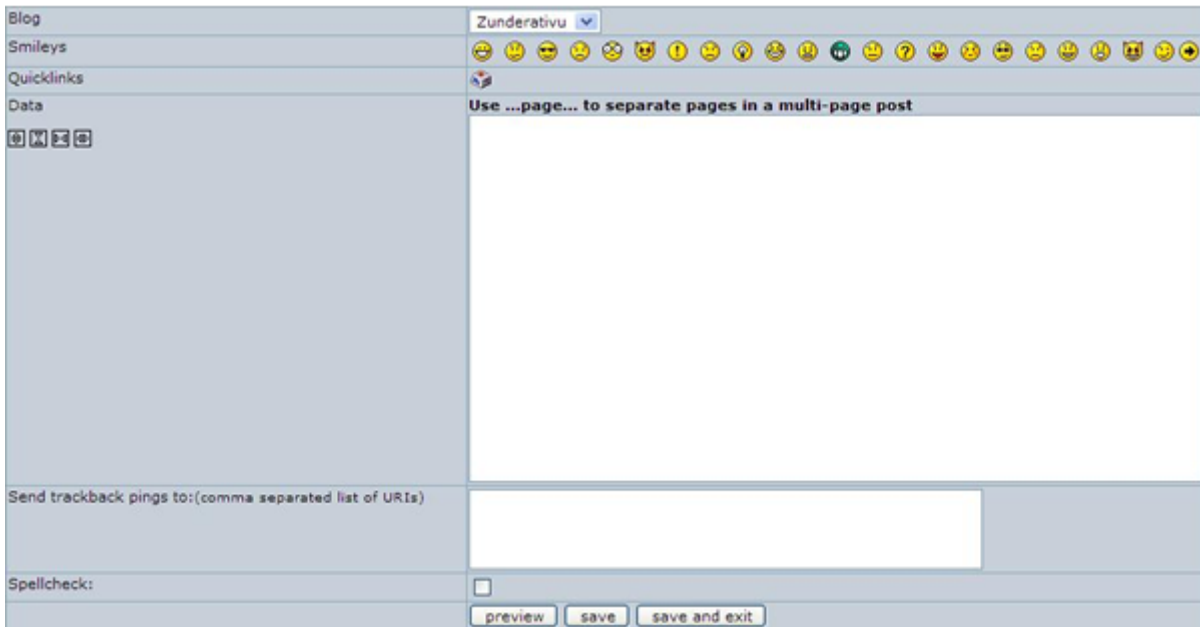 Blog
Zunderativu
Smileys
Quicklinks
Data
Use ...page... to separate pages in a multi-page post
Send trackback pings to:(comma separated list of URIs)
Spellcheck:
preview save save and exit